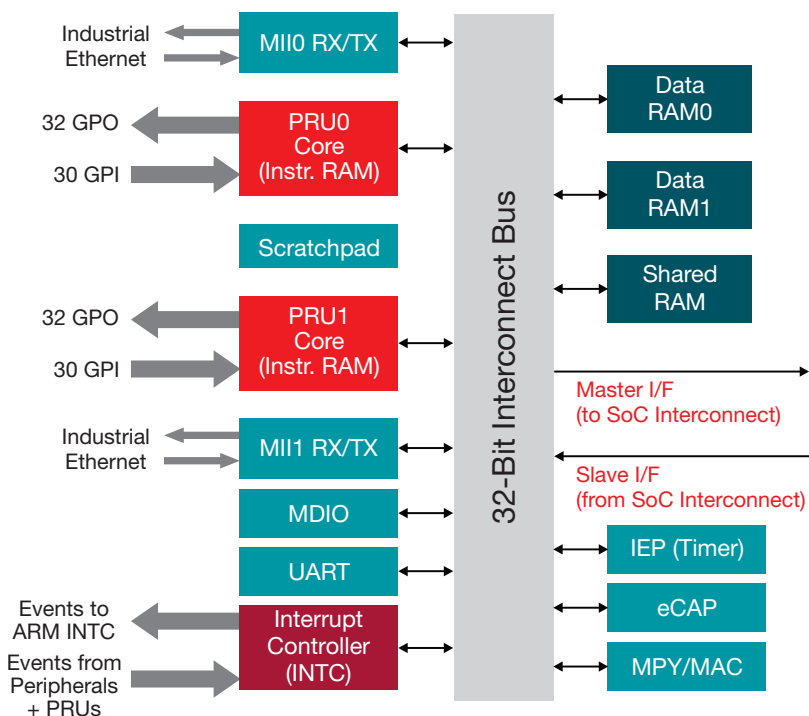 Industrial
Ethernet
MII0 RX/TX
32 GPO
30 GPI
PRU0
Core
(Instr. RAM)
Scratchpad
32 GPO
30 GPI
PRU1
Core
(Instr. RAM)
Industrial
Ethernet
MII1 RX/TX
MDIO
UART
Events to
ARM INTC
Events from
Peripherals
+ PRUs
Interrupt
Controller
(INTC)
32-Bit Interconnect Bus
Data
RAM0
Data
RAM1
Shared
RAM
Master I/F
(to SoC Interconnect)
Slave I/F
(from SoC Interconnect)
IEP (Timer)
eCAP
MPY/MAC